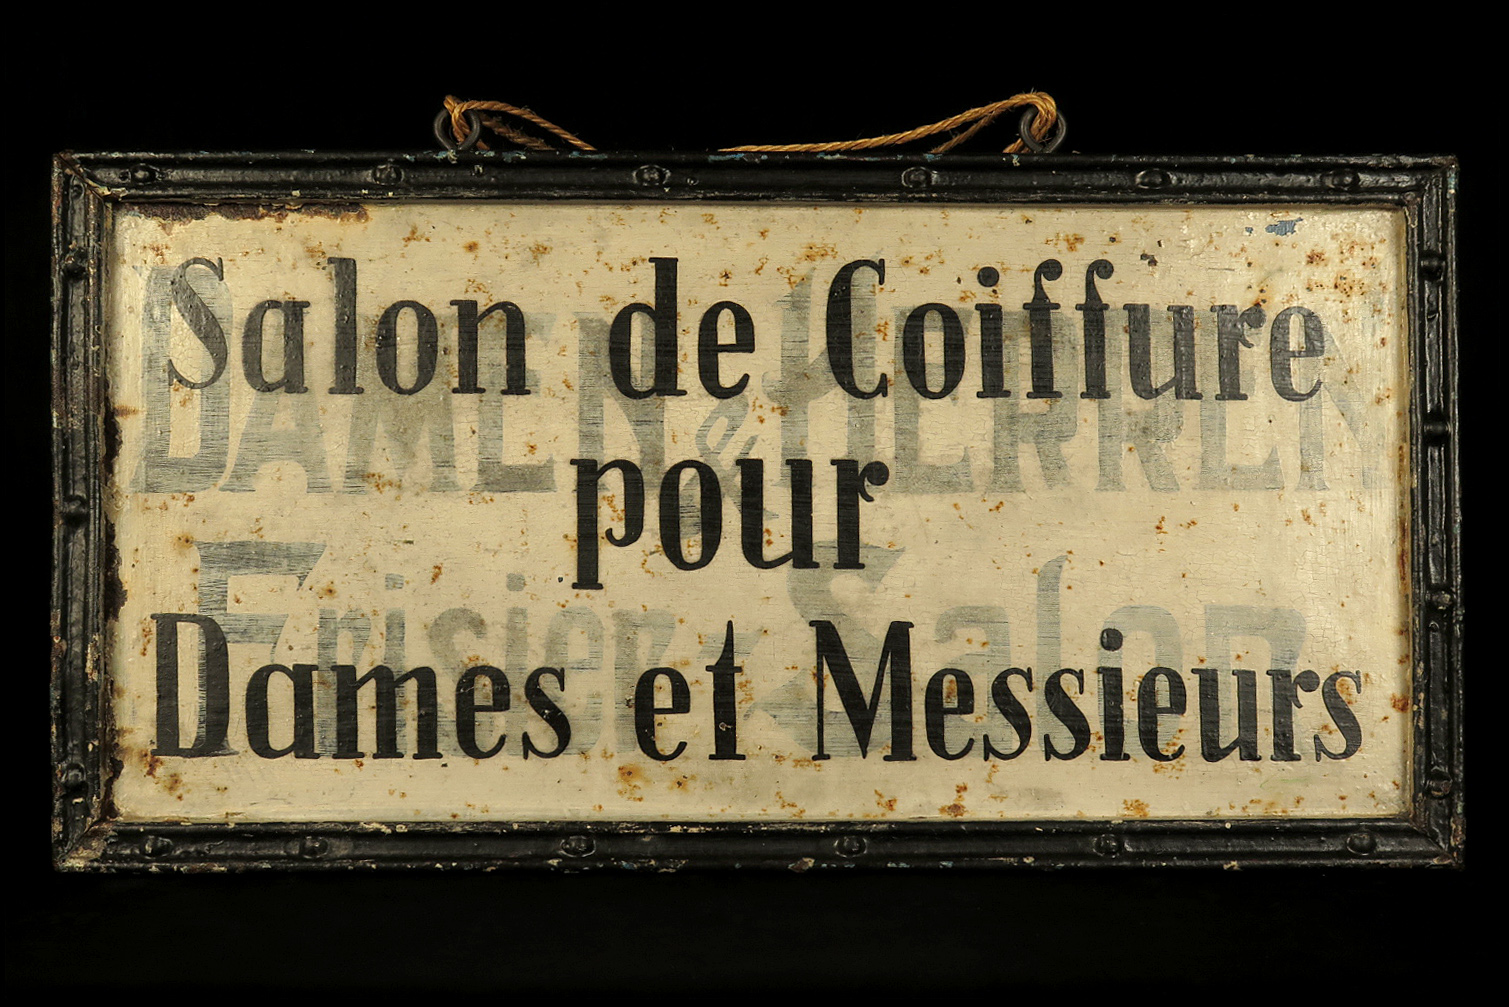 Salon de Coiffure
DAMEN & HERREN
pour
Frisier-Salon
Dames et Messieurs